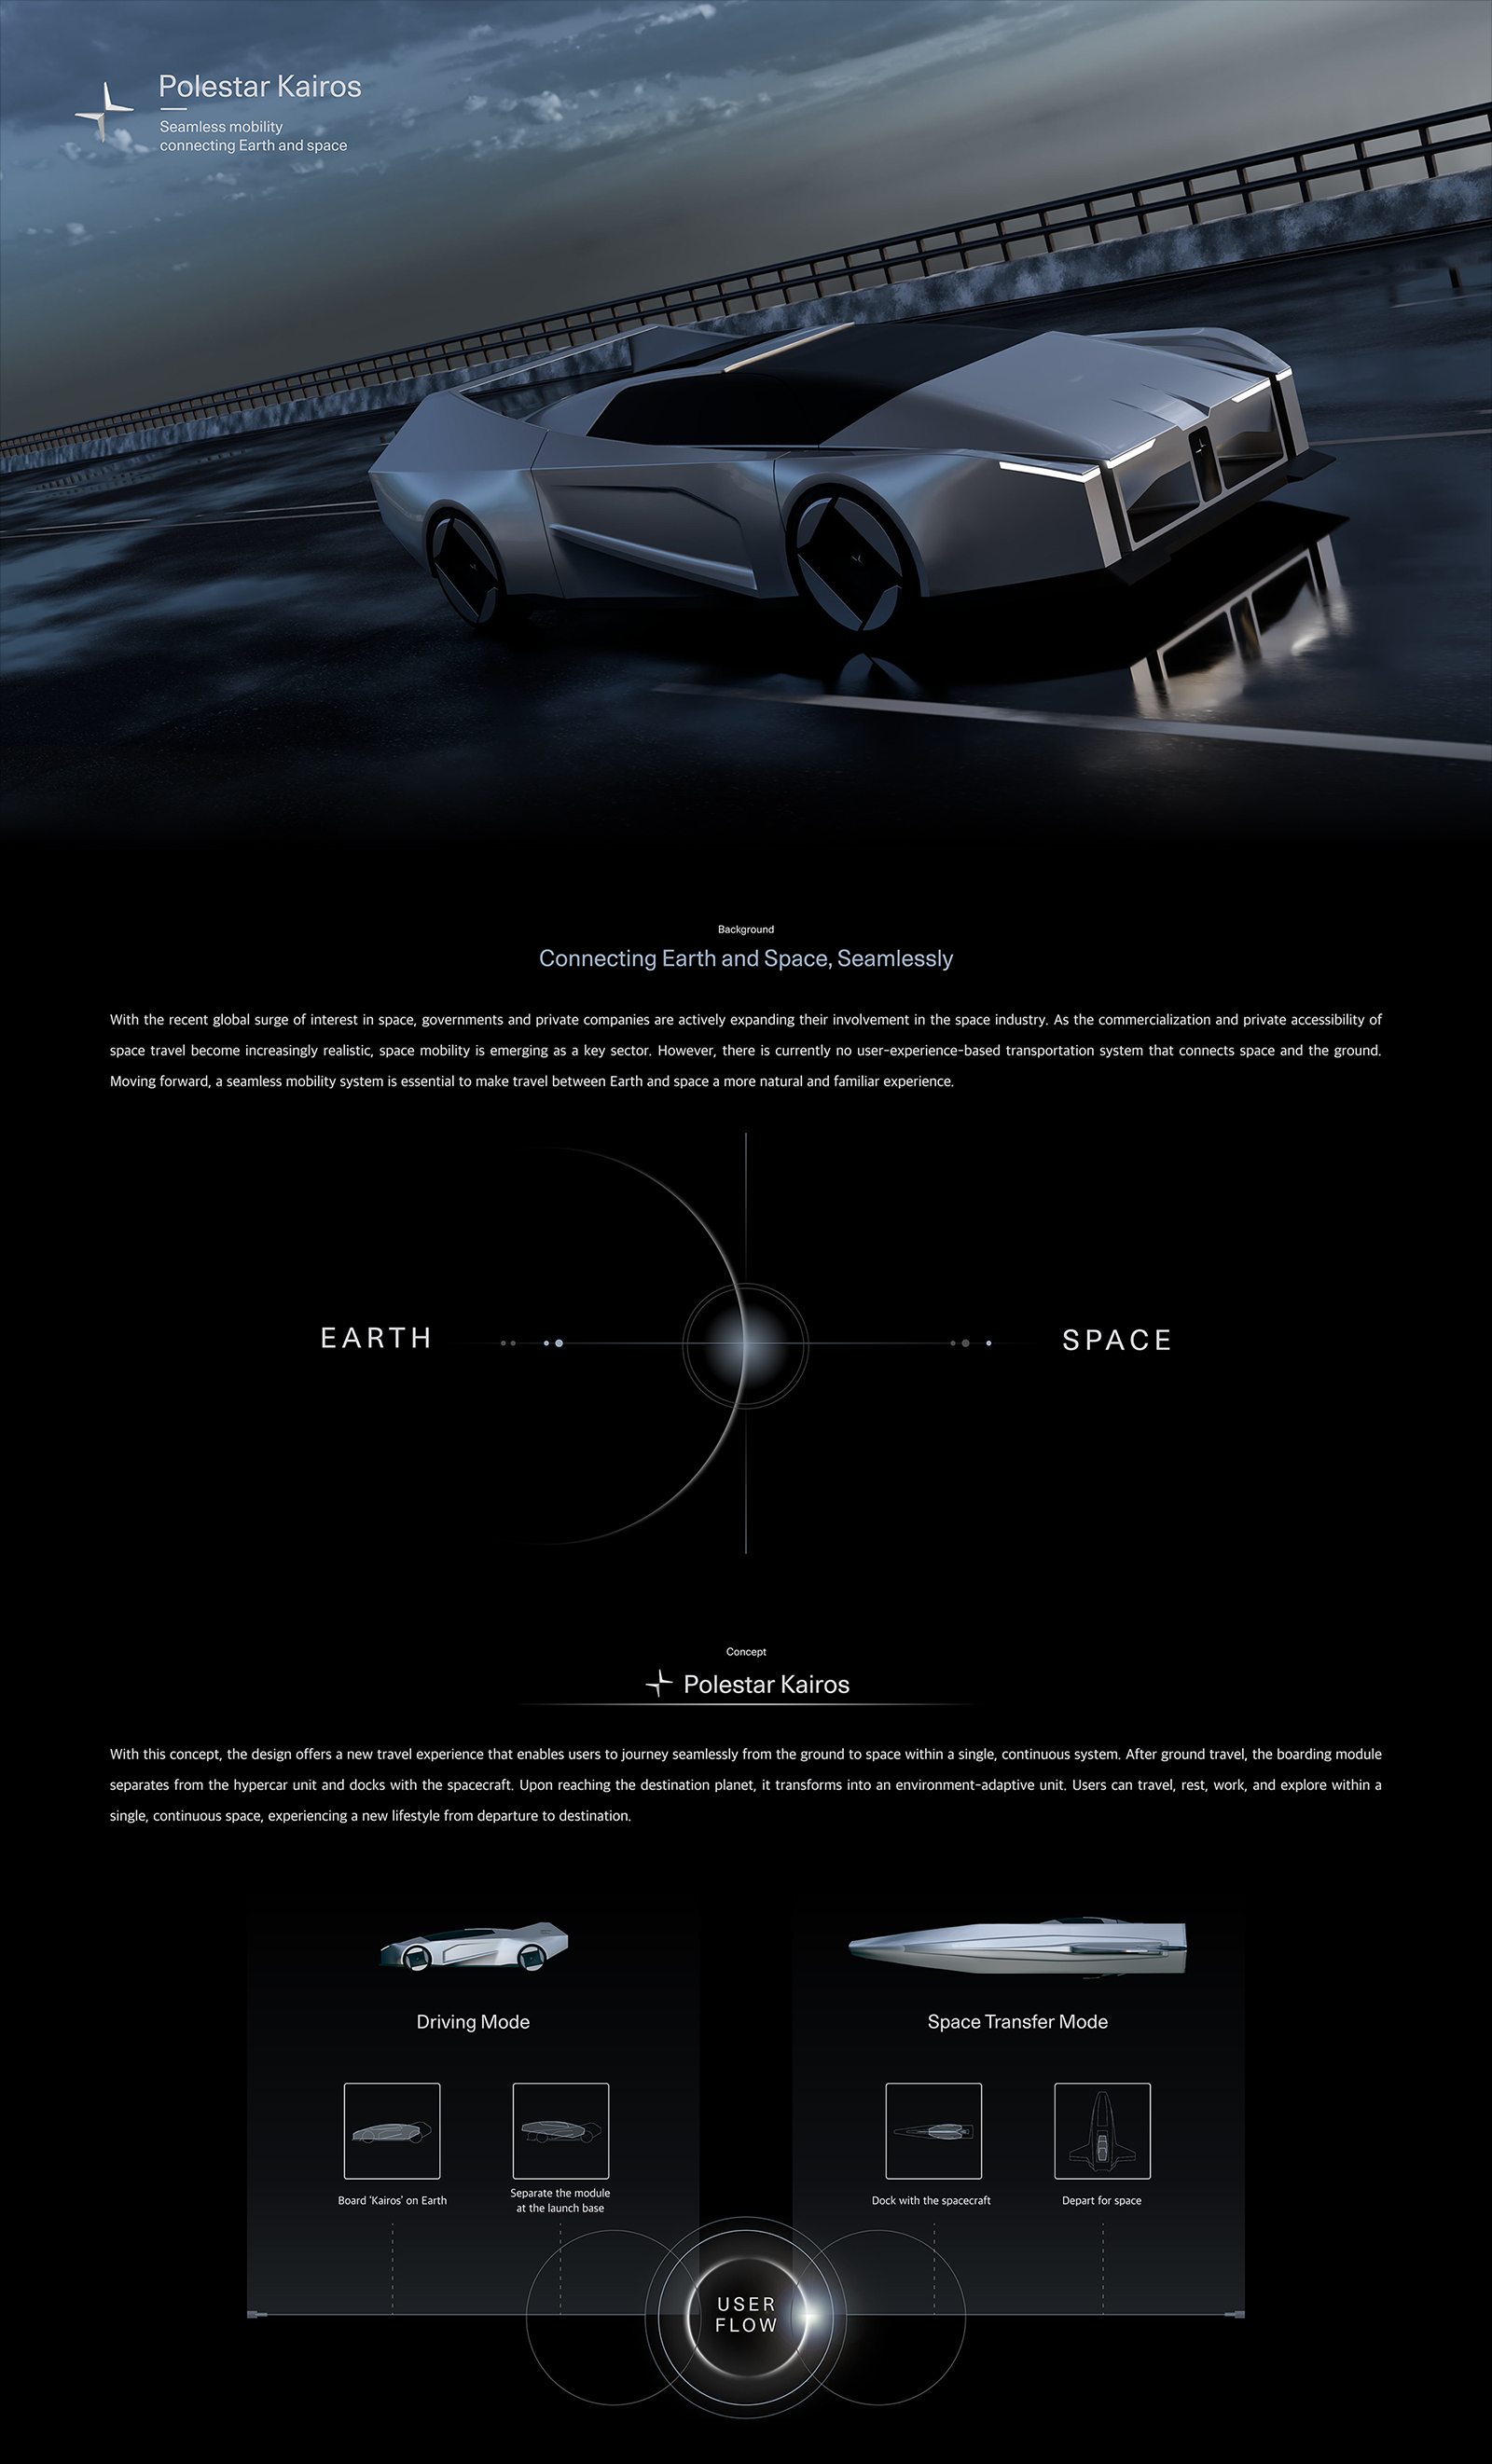 Polestar Kairos
Seamless mobility
connecting Earth and space
Background
Connecting Earth and Space, Seamlessly
With the recent global surge of interest in space, governments and private companies are actively expanding their involvement in the space industry. As the commercialization and private accessibility of
space travel become increasingly realistic, space mobility is emerging as a key sector. However, there is currently no user-experience-based transportation system that connects space and the ground.
Moving forward, a seamless mobility system is essential to make travel between Earth and space a more natural and familiar experience.
EARTH
SPACE
Concept
Polestar Kairos
With this concept, the design offers a new travel experience that enables users to journey seamlessly from the ground to space within a single, continuous system. After ground travel, the boarding module
separates from the hypercar unit and docks with the spacecraft. Upon reaching the destination planet, it transforms into an environment-adaptive unit. Users can travel, rest, work, and explore within a
single, continuous space, experiencing a new lifestyle from departure to destination.
Driving Mode
Space Transfer Mode
Board 'Kairos' on Earth
Separate the module
at the launch base
Dock with the spacecraft
Depart for space
USER
FLOW